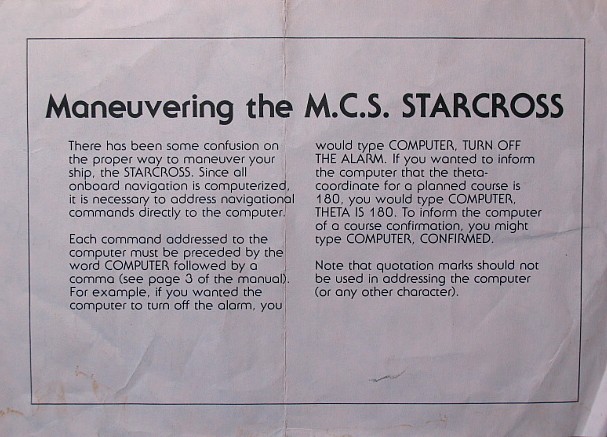 Maneuvering the M.C.S. STARCROSS
There has been some confusion on
the proper way to maneuver your
ship, the STARCROSS. Since all
onboard navigation is computerized,
it is necessary to address navigational
commands directly to the computer.
Each command addressed to the
computer must be preceded by the
word COMPUTER followed by a
comma (see page 3 of the manual).
For example, if you wanted the
computer to turn off the alarm, you
would type COMPUTER, TURN OFF
THE ALARM. If you wanted to inform
the computer that the theta-
coordinate for a planned course is
180, you would type COMPUTER,
THETA IS 180. To inform the computer
of a course confirmation, you might
type COMPUTER, CONFIRMED.
Note that quotation marks should not
be used in addressing the computer
(or any other character).